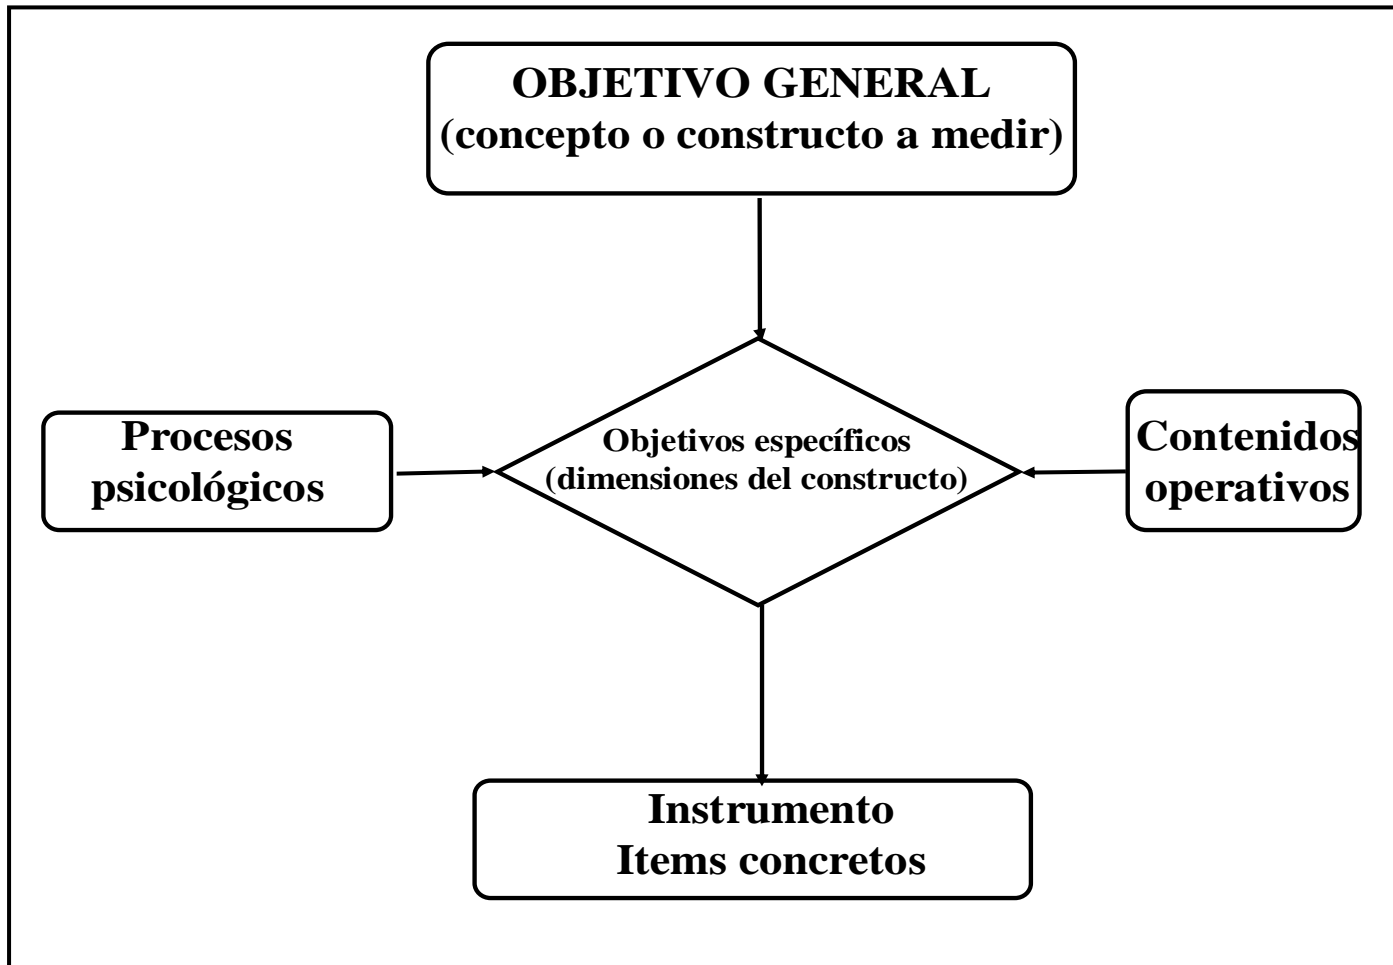 OBJETIVO GENERAL
(concepto o constructo a medir)
Procesos
psicológicos
Objetivos específicos
(dimensiones del constructo)
Contenidos
operativos
Instrumento
Items concretos